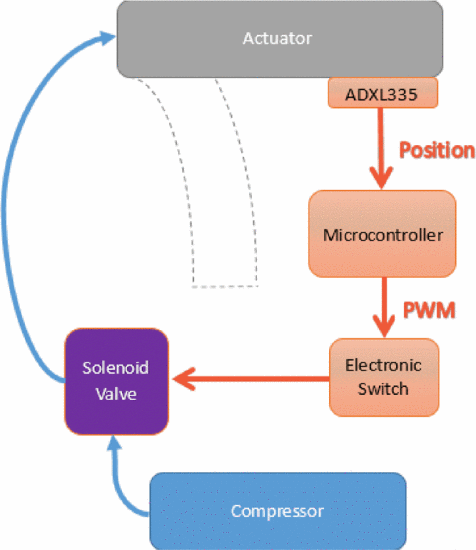 Actuator
ADXL335
Position
Microcontroller
PWM
Solenoid
Valve
Electronic
Switch
Compressor